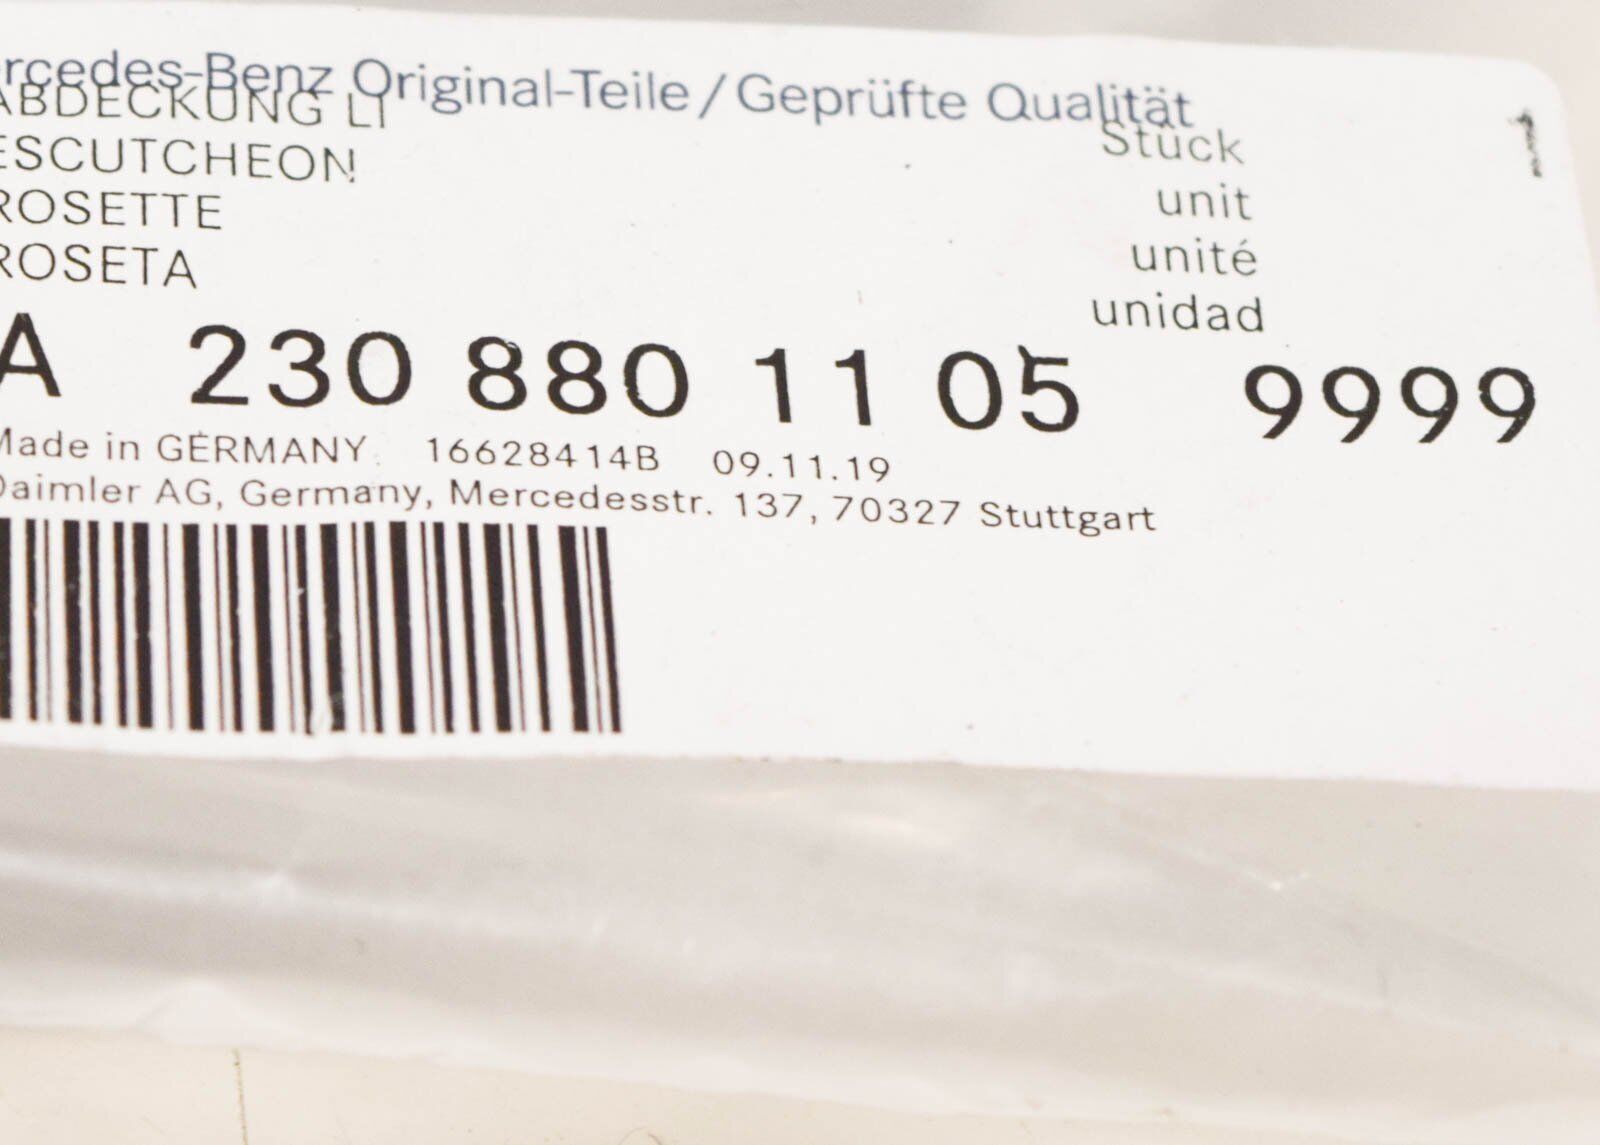 rcedes-Benz Original-Teile / Geprüfte Qualität
ABDECKUNG LI
Stück 1
ESCUTCHEON
unit
ROSETTE
unité
ROSETA
unidad
A 230 880 11 05 9999
Made in GERMANY 16628414B 09.11.19
Daimler AG, Germany, Mercedesstr. 137, 70327 Stuttgart